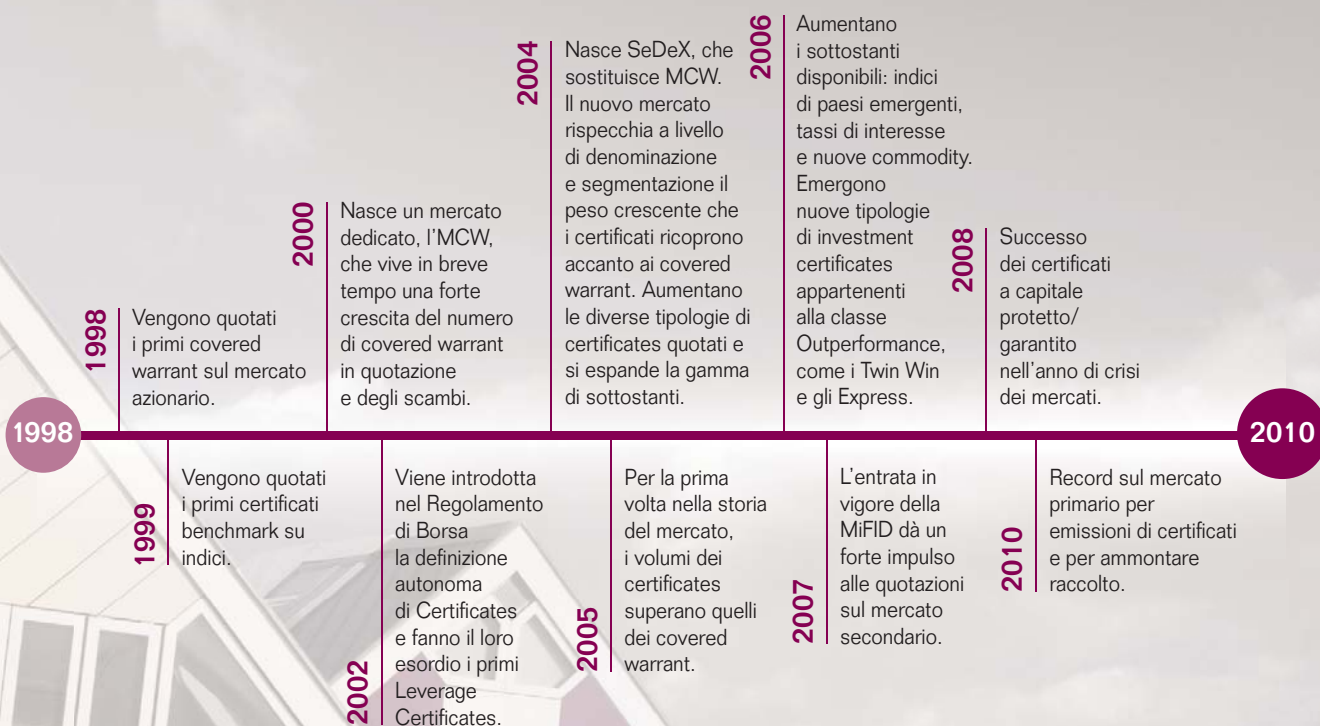 1998
1998
Vengono quotati
i primi covered
warrant sul mercato
azionario.
1999
Vengono quotati
i primi certificati
benchmark su
indici.
2000
Nasce un mercato
dedicato, l'MCW,
che vive in breve
tempo una forte
crescita del numero
di covered warrant
in quotazione
e degli scambi.
2002
Viene introdotta
nel Regolamento
di Borsa
la definizione
autonoma
di Certificates
e fanno il loro
esordio i primi
Leverage
Certificates.
2004
Nasce SeDeX, che
sostituisce MCW.
Il nuovo mercato
rispecchia a livello
di denominazione
e segmentazione il
peso crescente che
i certificati ricoprono
accanto ai covered
warrant. Aumentano
le diverse tipologie di
certificates quotati e
si espande la gamma
di sottostanti.
2005
Per la prima
volta nella storia
del mercato,
i volumi dei
certificates
superano quelli
dei covered
warrant.
2006
Aumentano
i sottostanti
disponibili: indici
di paesi emergenti,
tassi di interesse
e nuove commodity.
Emergono
nuove tipologie
di investment
certificates
appartenenti
alla classe
Outperformance,
come i Twin Win
e gli Express.
2007
L'entrata in
vigore della
MiFID dà un
forte impulso
alle quotazioni
sul mercato
secondario.
2008
Successo
dei certificati
a capitale
protetto/
garantito
nell'anno di crisi
dei mercati.
2010
Record sul mercato
primario per
emissioni di certificati
e per ammontare
raccolto.
2010